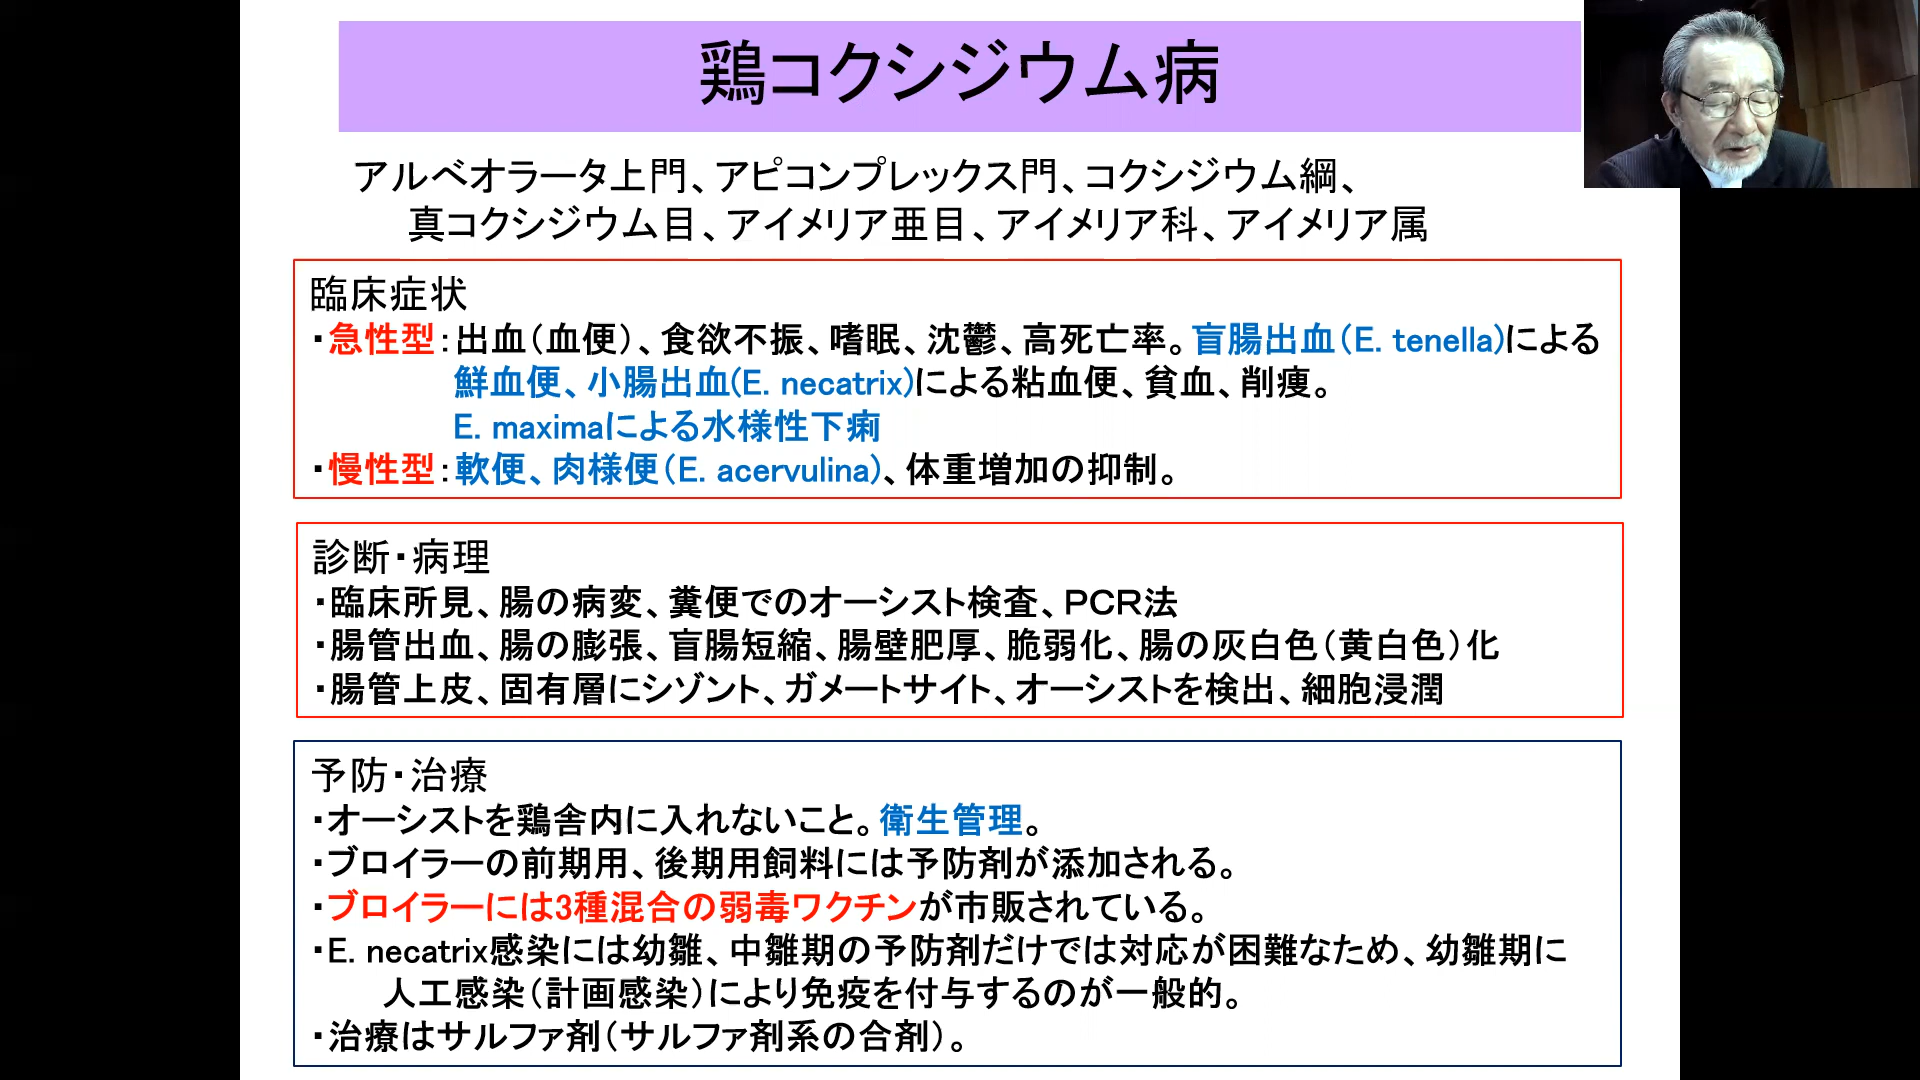 鶏コクシジウム病
アルベオラータ上門、アピコンプレックス門、コクシジウム綱、
真コクシジウム目、アイメリア亜目、アイメリア科、アイメリア属
臨床症状
・急性型：出血（血便）、食欲不振、嗜眠、沈鬱、高死亡率。盲腸出血（E. tenella)による
鮮血便、小腸出血(E. necatrix)による粘血便、貧血、削痩。
E. maximaによる水様性下痢
・慢性型：軟便、肉様便（E. acervulina)、体重増加の抑制。
診断・病理
・臨床所見、腸の病変、糞便でのオーシスト検査、PCR法
・腸管出血、腸の膨張、盲腸短縮、腸壁肥厚、脆弱化、腸の灰白色（黄白色）化
・腸管上皮、固有層にシゾント、ガメートサイト、オーシストを検出、細胞浸潤
予防・治療
・オーシストを鶏舎内に入れないこと。衛生管理。
・ブロイラーの前期用、後期用飼料には予防剤が添加される。
・ブロイラーには3種混合の弱毒ワクチンが市販されている。
・E. necatrix感染には幼雛、中雛期の予防剤だけでは対応が困難なため、幼雛期に
人工感染（計画感染）により免疫を付与するのが一般的。
・治療はサルファ剤（サルファ剤系の合剤）。